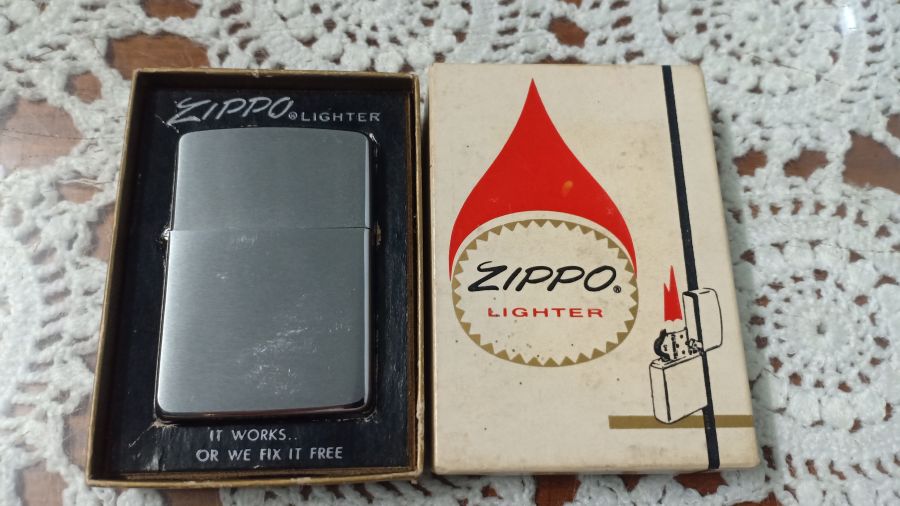 ZIPPO® LIGHTER
IT WORKS..
OR WE FIX IT FREE
ZIPPO®
LIGHTER